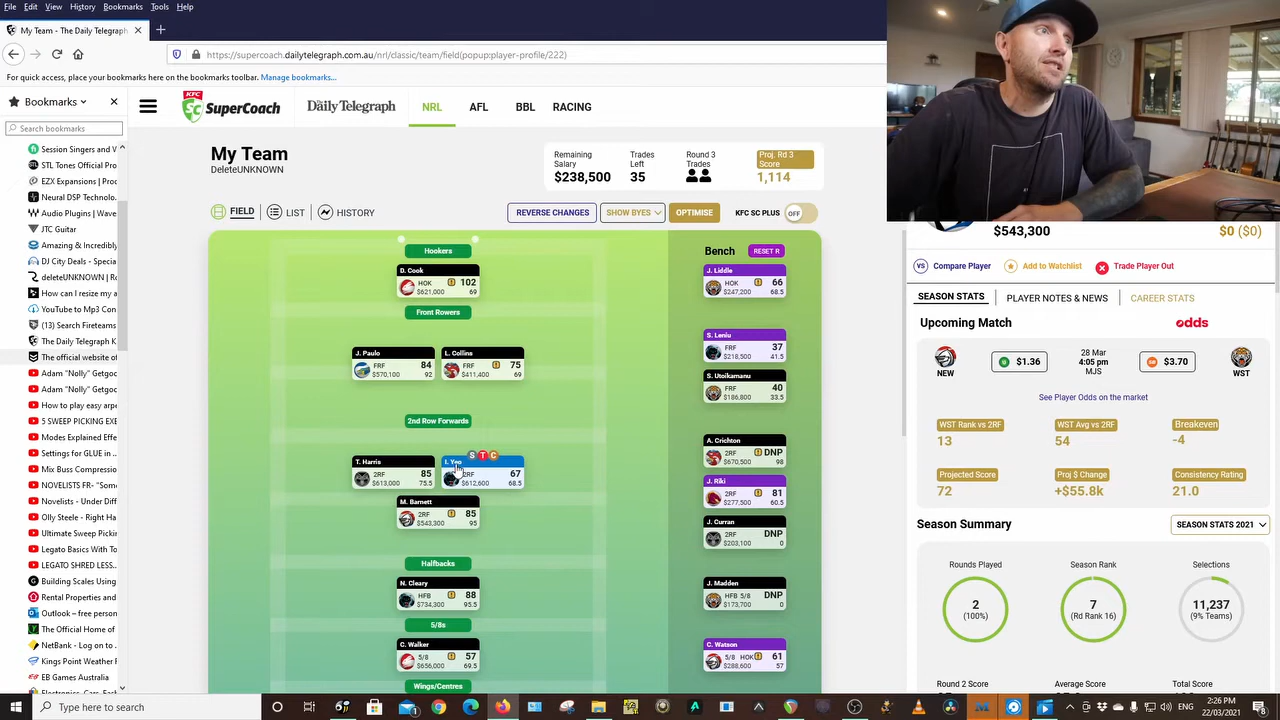 File Edit View History Bookmarks Tools Help
My Team - The Daily Telegraph
https://supercoach.dailytelegraph.com.au/nrl/classic/team/field(popup:player-profile/222)
For quick access, place your bookmarks here on the bookmarks toolbar. Manage bookmarks...
Bookmarks
Search bookmarks
Session Singers and V
STL Tones Official Pro
EZX Expansions | Proc
Neural DSP Technolo
Audio Plugins | Wave
JTC Guitar
Amazing & Incredibly
DJ City Deals - Specia
deleteUNKNOWN | Ro
How can I resize my a
YouTube to Mp3 Con
(13) Search Fireteams
The Daily Telegraph K
The official website of
Adam "Nolly" Getgoo
Adam "Nolly" Getgoo
How to play easy arpe
5 SWEEP PICKING EXE
Modes Explained Effe
Settings for GLUE in
Mix Buss Compressio
NOVELISTS FR- "Some
Novelists - Under Diff
Olly Steele - Right Ha
Ultimate Sweep Pickin
Legato Basics With To
LEGATO SHRED LESS
Building Scales Using
Rental Properties and
Outlook – free person
The Official Home of
NetBank - Log on to
Kings Point Weather F
EB Games Australia
KFC
SC SUPERCOACH
The Daily Telegraph
NRL
AFL
BBL
RACING
My Team
DeleteUNKNOWN
Remaining Salary
$238,500
Trades Left
35
Round 3 Trades
Proj. Rd 3 Score
1,114
FIELD
LIST
HISTORY
REVERSE CHANGES
SHOW BYES
OPTIMISE
KFC SC PLUS
OFF
Hookers
D. Cook
HOK 102
$621,000 69
Front Rowers
J. Paulo
FRF 84
$570,100 92
L. Collins
FRF 75
$411,400 69
2nd Row Forwards
T. Harris
2RF 85
$613,000 75.5
I. Yeo
S T C
2RF 67
$612,600 68.5
M. Barnett
2RF 85
$543,300 95
Halfbacks
N. Cleary
HFB 88
$734,300 95.5
5/8s
C. Walker
5/8 57
$656,000 69.5
Wings/Centres
Bench
RESET R
J. Liddle
HOK 66
$247,200 68.5
S. Leniu
FRF 37
$218,500 41.5
S. Utoikamanu
FRF 40
$186,800 33.5
A. Crichton
2RF DNP
$670,500 98
J. Riki
2RF 81
$277,500 60.5
J. Curran
2RF DNP
$203,100 0
J. Madden
HFB 5/8 DNP
$173,700 0
C. Watson
5/8 HOK 61
$288,600 57
$543,300
$0 ($0)
VS Compare Player
Add to Watchlist
Trade Player Out
SEASON STATS
PLAYER NOTES & NEWS
CAREER STATS
Upcoming Match
odds
NEW
$1.36
28 Mar
4:05 pm
MJS
$3.70
WST
See Player Odds on the market
WST Rank vs 2RF
13
WST Avg vs 2RF
54
Breakeven
-4
Projected Score
72
Proj $ Change
+$55.8k
Consistency Rating
21.0
Season Summary
SEASON STATS 2021
Rounds Played
2
(100%)
Season Rank
7
(Rd Rank 16)
Selections
11,237
(9% Teams)
Round 2 Score
Average Score
Total Score
Type here to search
ENG
2:26 PM
22/03/2021